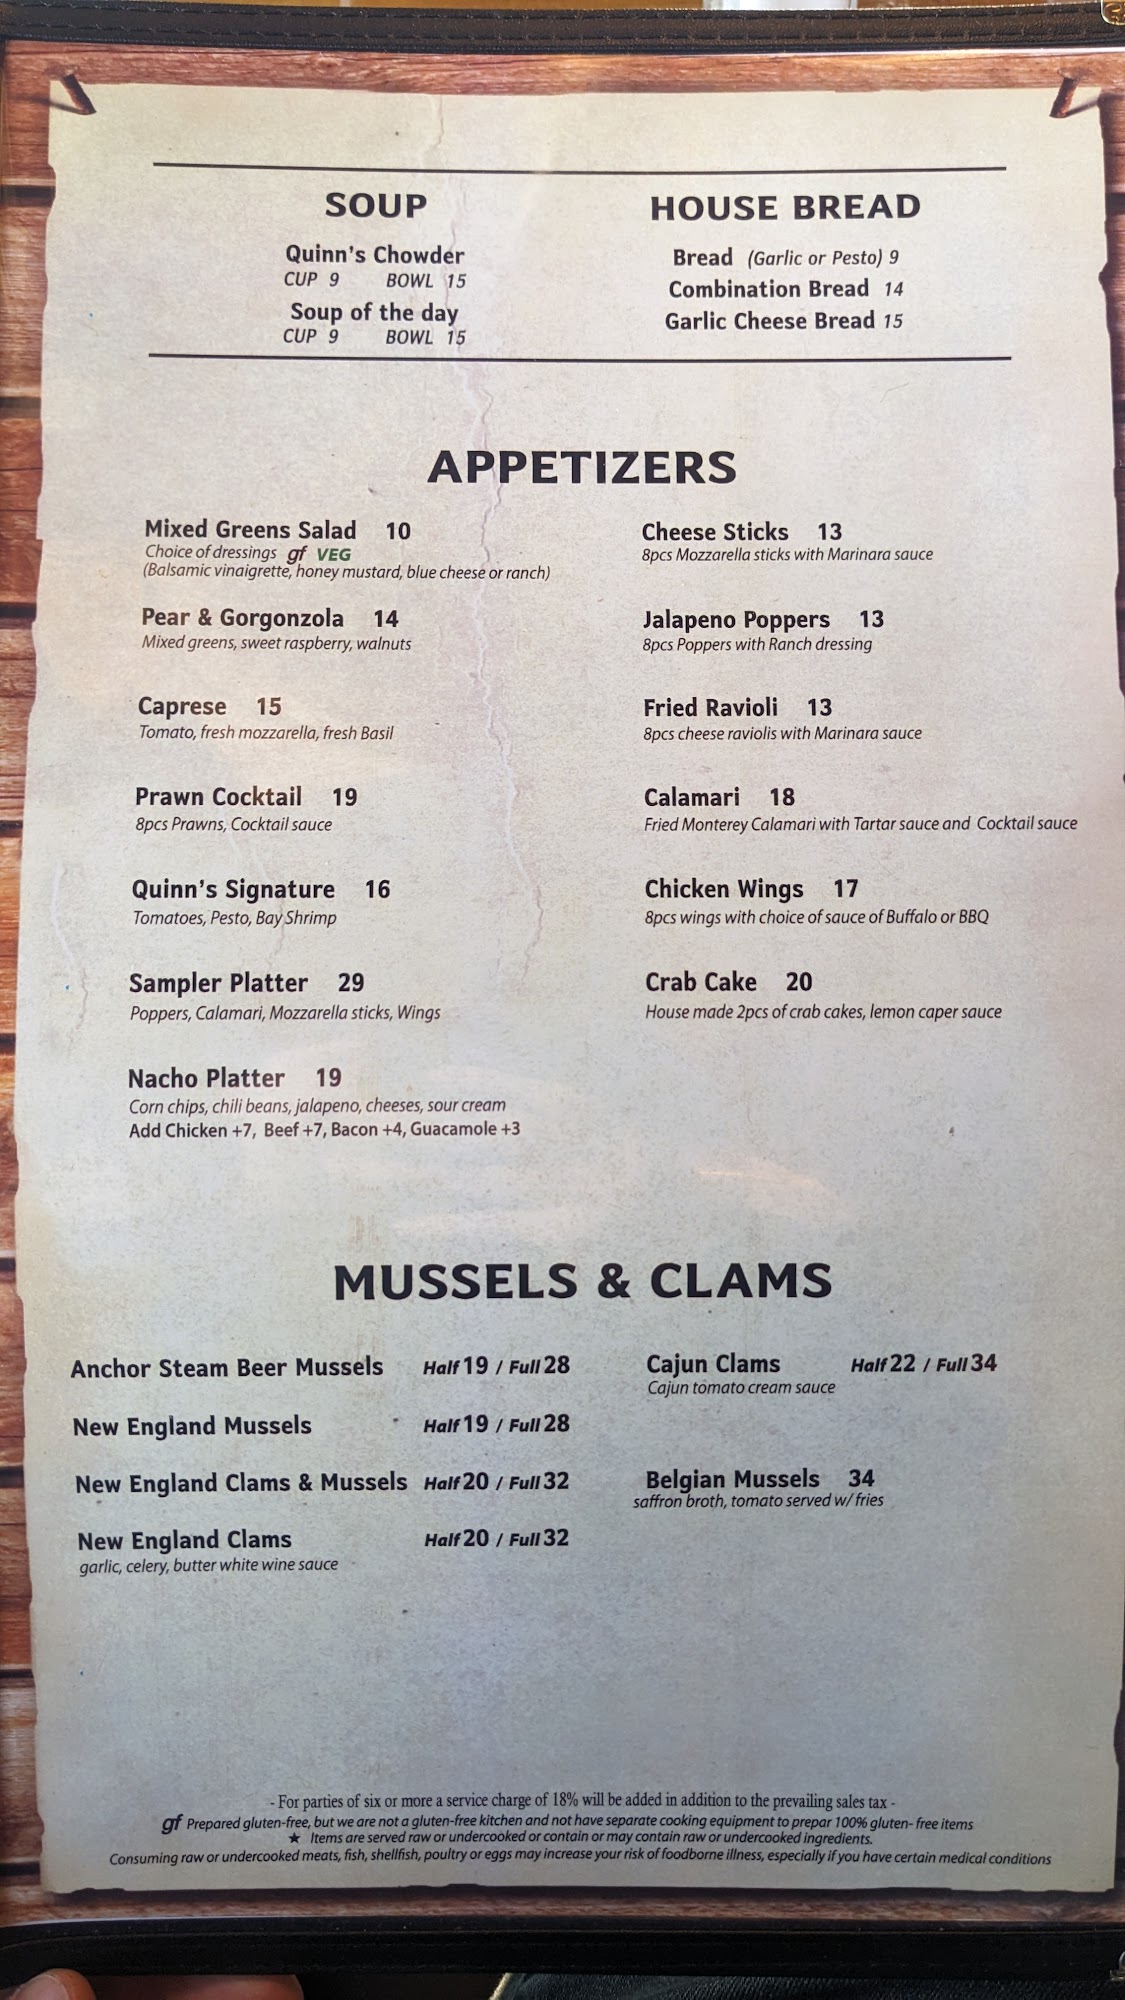 SOUP
Quinn's Chowder
CUP 9 BOWL 15
Soup of the day
CUP 9 BOWL 15
HOUSE BREAD
Bread (Garlic or Pesto) 9
Combination Bread 14
Garlic Cheese Bread 15
APPETIZERS
Mixed Greens Salad 10
Choice of dressings gf VEG
(Balsamic vinaigrette, honey mustard, blue cheese or ranch)
Pear & Gorgonzola 14
Mixed greens, sweet raspberry, walnuts
Caprese 15
Tomato, fresh mozzarella, fresh Basil
Prawn Cocktail 19
8pcs Prawns, Cocktail sauce
Quinn's Signature 16
Tomatoes, Pesto, Bay Shrimp
Sampler Platter 29
Poppers, Calamari, Mozzarella sticks, Wings
Nacho Platter 19
Corn chips, chili beans, jalapeno, cheeses, sour cream
Add Chicken +7, Beef +7, Bacon +4, Guacamole +3
Cheese Sticks 13
8pcs Mozzarella sticks with Marinara sauce
Jalapeno Poppers 13
8pcs Poppers with Ranch dressing
Fried Ravioli 13
8pcs cheese raviolis with Marinara sauce
Calamari 18
Fried Monterey Calamari with Tartar sauce and Cocktail sauce
Chicken Wings 17
8pcs wings with choice of sauce of Buffalo or BBQ
Crab Cake 20
House made 2pcs of crab cakes, lemon caper sauce
MUSSELS & CLAMS
Anchor Steam Beer Mussels Half 19 / Full 28
New England Mussels Half 19 / Full 28
New England Clams & Mussels Half 20 / Full 32
New England Clams Half 20 / Full 32
garlic, celery, butter white wine sauce
Cajun Clams Half 22 / Full 34
Cajun tomato cream sauce
Belgian Mussels 34
saffron broth, tomato served w/ fries
- For parties of six or more a service charge of 18% will be added in addition to the prevailing sales tax -
gf Prepared gluten-free, but we are not a gluten-free kitchen and not have separate cooking equipment to prepar 100% gluten- free items
★ Items are served raw or undercooked or contain or may contain raw or undercooked ingredients.
Consuming raw or undercooked meats, fish, shellfish, poultry or eggs may increase your risk of foodborne illness, especially if you have certain medical conditions